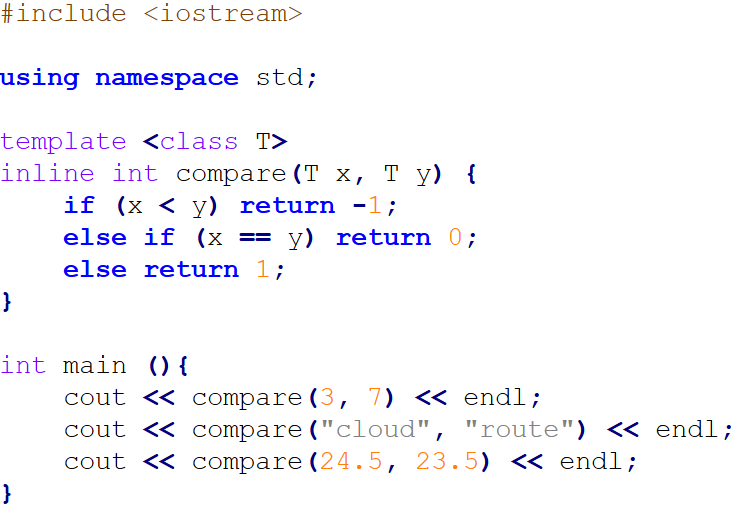 #include <iostream>
using namespace std;
template <class T>
inline int compare(T x, T y) {
if (x < y) return -1;
else if (x == y) return 0;
else return 1;
}
int main (){
cout << compare(3, 7) << endl;
cout << compare("cloud", "route") << endl;
cout << compare(24.5, 23.5) << endl;
}